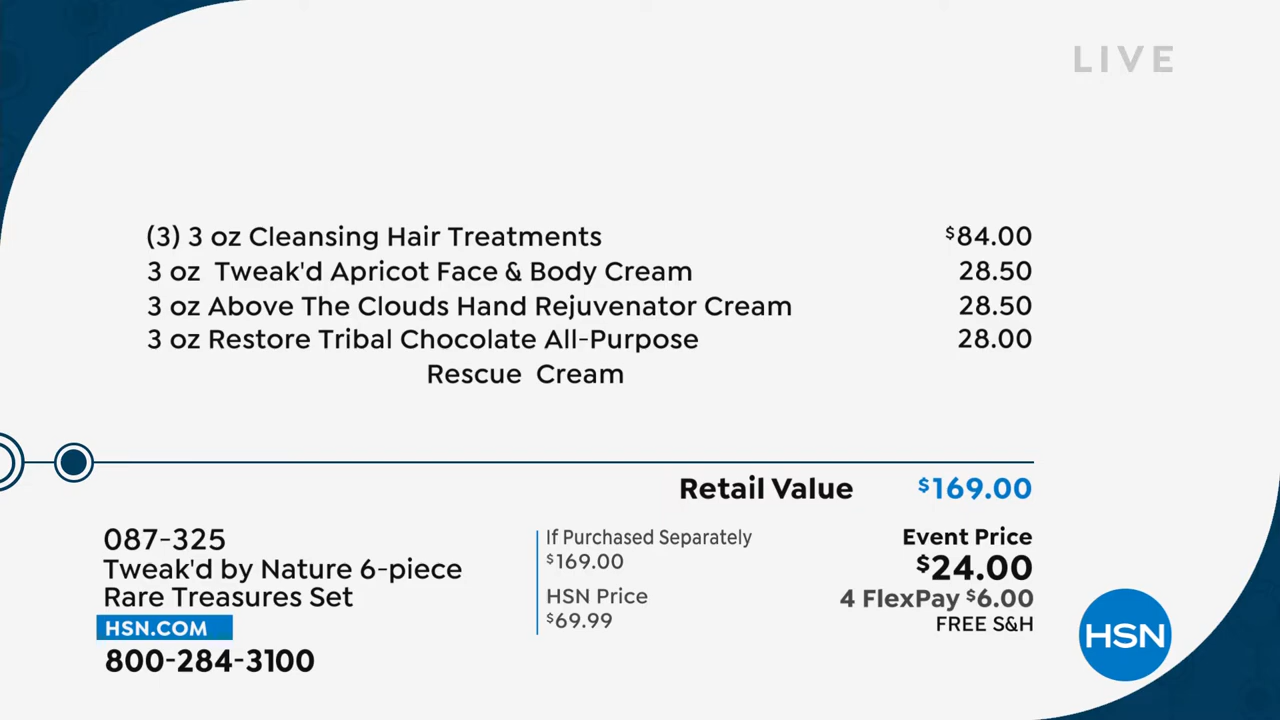 LIVE
(3) 3 oz Cleansing Hair Treatments $84.00
3 oz Tweak'd Apricot Face & Body Cream 28.50
3 oz Above The Clouds Hand Rejuvenator Cream 28.50
3 oz Restore Tribal Chocolate All-Purpose 28.00
Rescue Cream
Retail Value $169.00
087-325
Tweak'd by Nature 6-piece
Rare Treasures Set
HSN.COM
800-284-3100
If Purchased Separately
$169.00
HSN Price
$69.99
Event Price
$24.00
4 FlexPay $6.00
FREE S&H
HSN